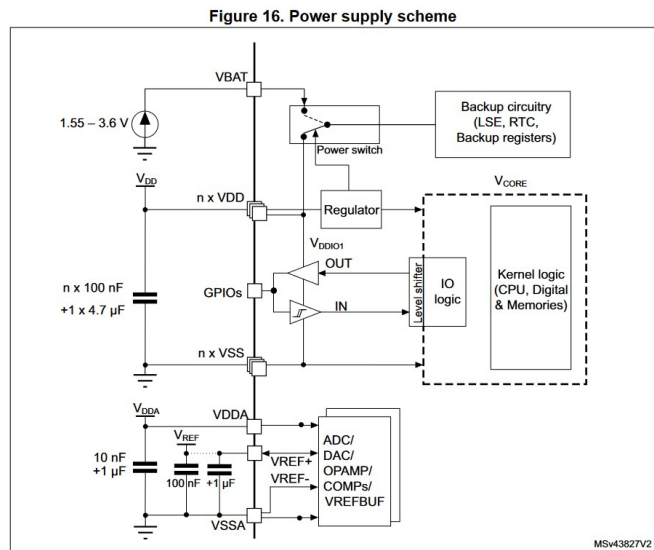 Figure 16. Power supply scheme
VBAT
1.55 – 3.6 V
Power switch
Backup circuitry
(LSE, RTC,
Backup registers)
VDD
n x VDD
Regulator
VCORE
VDDIO1
OUT
GPIOs
IN
Level shifter
IO
logic
Kernel logic
(CPU, Digital
& Memories)
n x 100 nF
+1 x 4.7 µF
n x VSS
VDDA
VDDA
VREF
10 nF
+1 µF
100 nF
+1 µF
VREF+
VREF-
VSSA
ADC/
DAC/
OPAMP/
COMPs/
VREFBUF
MSv43827V2